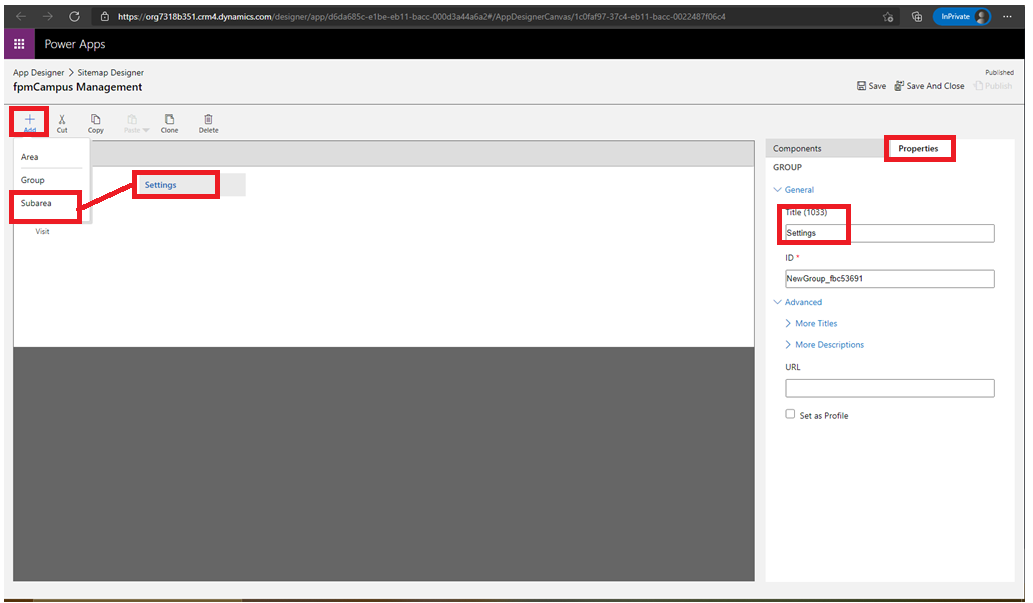 https://org7318b351.crm4.dynamics.com/designer/app/d6da685c-e1be-eb11-bacc-000d3a44a6a2#/AppDesignerCanvas/1c0faf97-37c4-eb11-bacc-0022487f06c4
InPrivate
Power Apps
App Designer > Sitemap Designer
Published
fpmCampus Management
Save
Save And Close
Publish
Add
Cut
Copy
Paste
Clone
Delete
Area
Group
Subarea
Visit
Settings
Components
Properties
GROUP
General
Title (1033)
Settings
ID *
NewGroup_fbc53691
Advanced
More Titles
More Descriptions
URL
Set as Profile